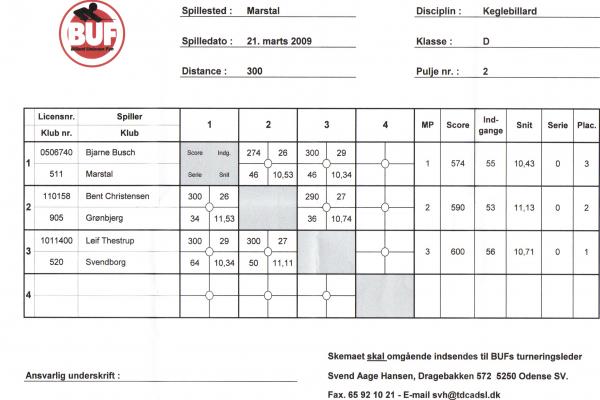 BUF
Billard Unionen Fyn
Spillested : Marstal Disciplin : Keglebillard
Spilledato : 21. marts 2009 Klasse : D
Distance : 300 Pulje nr. : 2
Licensnr. Spiller 1 2 3 4 MP Score Ind- Snit Serie Plac.
Klub nr. Klub gange
0506740 Bjarne Busch Score Indg. 274 26 300 29
1 1 574 55 10,43 0 3
511 Marstal Serie Snit 46 10,53 46 10,34
110158 Bent Christensen 300 26 290 27
2 2 590 53 11,13 0 2
905 Grønbjerg 34 11,53 36 10,74
1011400 Leif Thestrup 300 29 300 27
3 3 600 56 10,71 0 1
520 Svendborg 64 10,34 50 11,11
4
Skemaet skal omgående indsendes til BUFs turneringsleder
Ansvarlig underskrift : Svend Aage Hansen, Dragebakken 572 5250 Odense SV.
Fax. 65 92 10 21 - E-mail svh@tdcadsl.dk